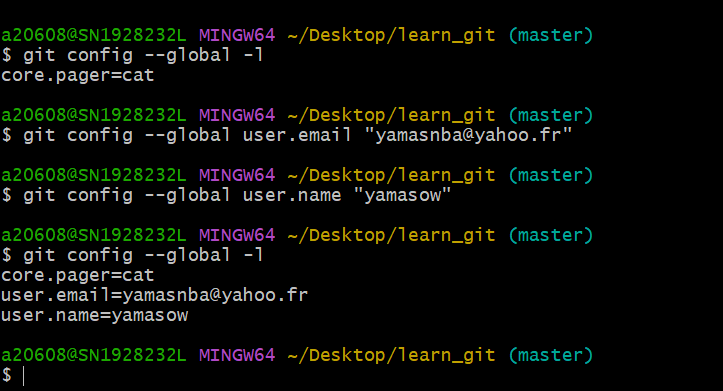 a20608@SN1928232L MINGW64 ~/Desktop/learn_git (master)
$ git config --global -l
core.pager=cat
a20608@SN1928232L MINGW64 ~/Desktop/learn_git (master)
$ git config --global user.email "yamasnba@yahoo.fr"
a20608@SN1928232L MINGW64 ~/Desktop/learn_git (master)
$ git config --global user.name "yamasow"
a20608@SN1928232L MINGW64 ~/Desktop/learn_git (master)
$ git config --global -l
core.pager=cat
user.email=yamasnba@yahoo.fr
user.name=yamasow
a20608@SN1928232L MINGW64 ~/Desktop/learn_git (master)
$